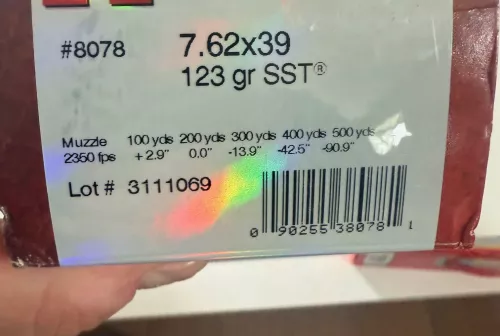 #8078 7.62x39
123 gr SST®
Muzzle 100 yds 200 yds 300 yds 400 yds 500 yds
2350 fps +2.9" 0.0" -13.9" -42.5" -90.9"
Lot # 3111069
0 90255 38078 1